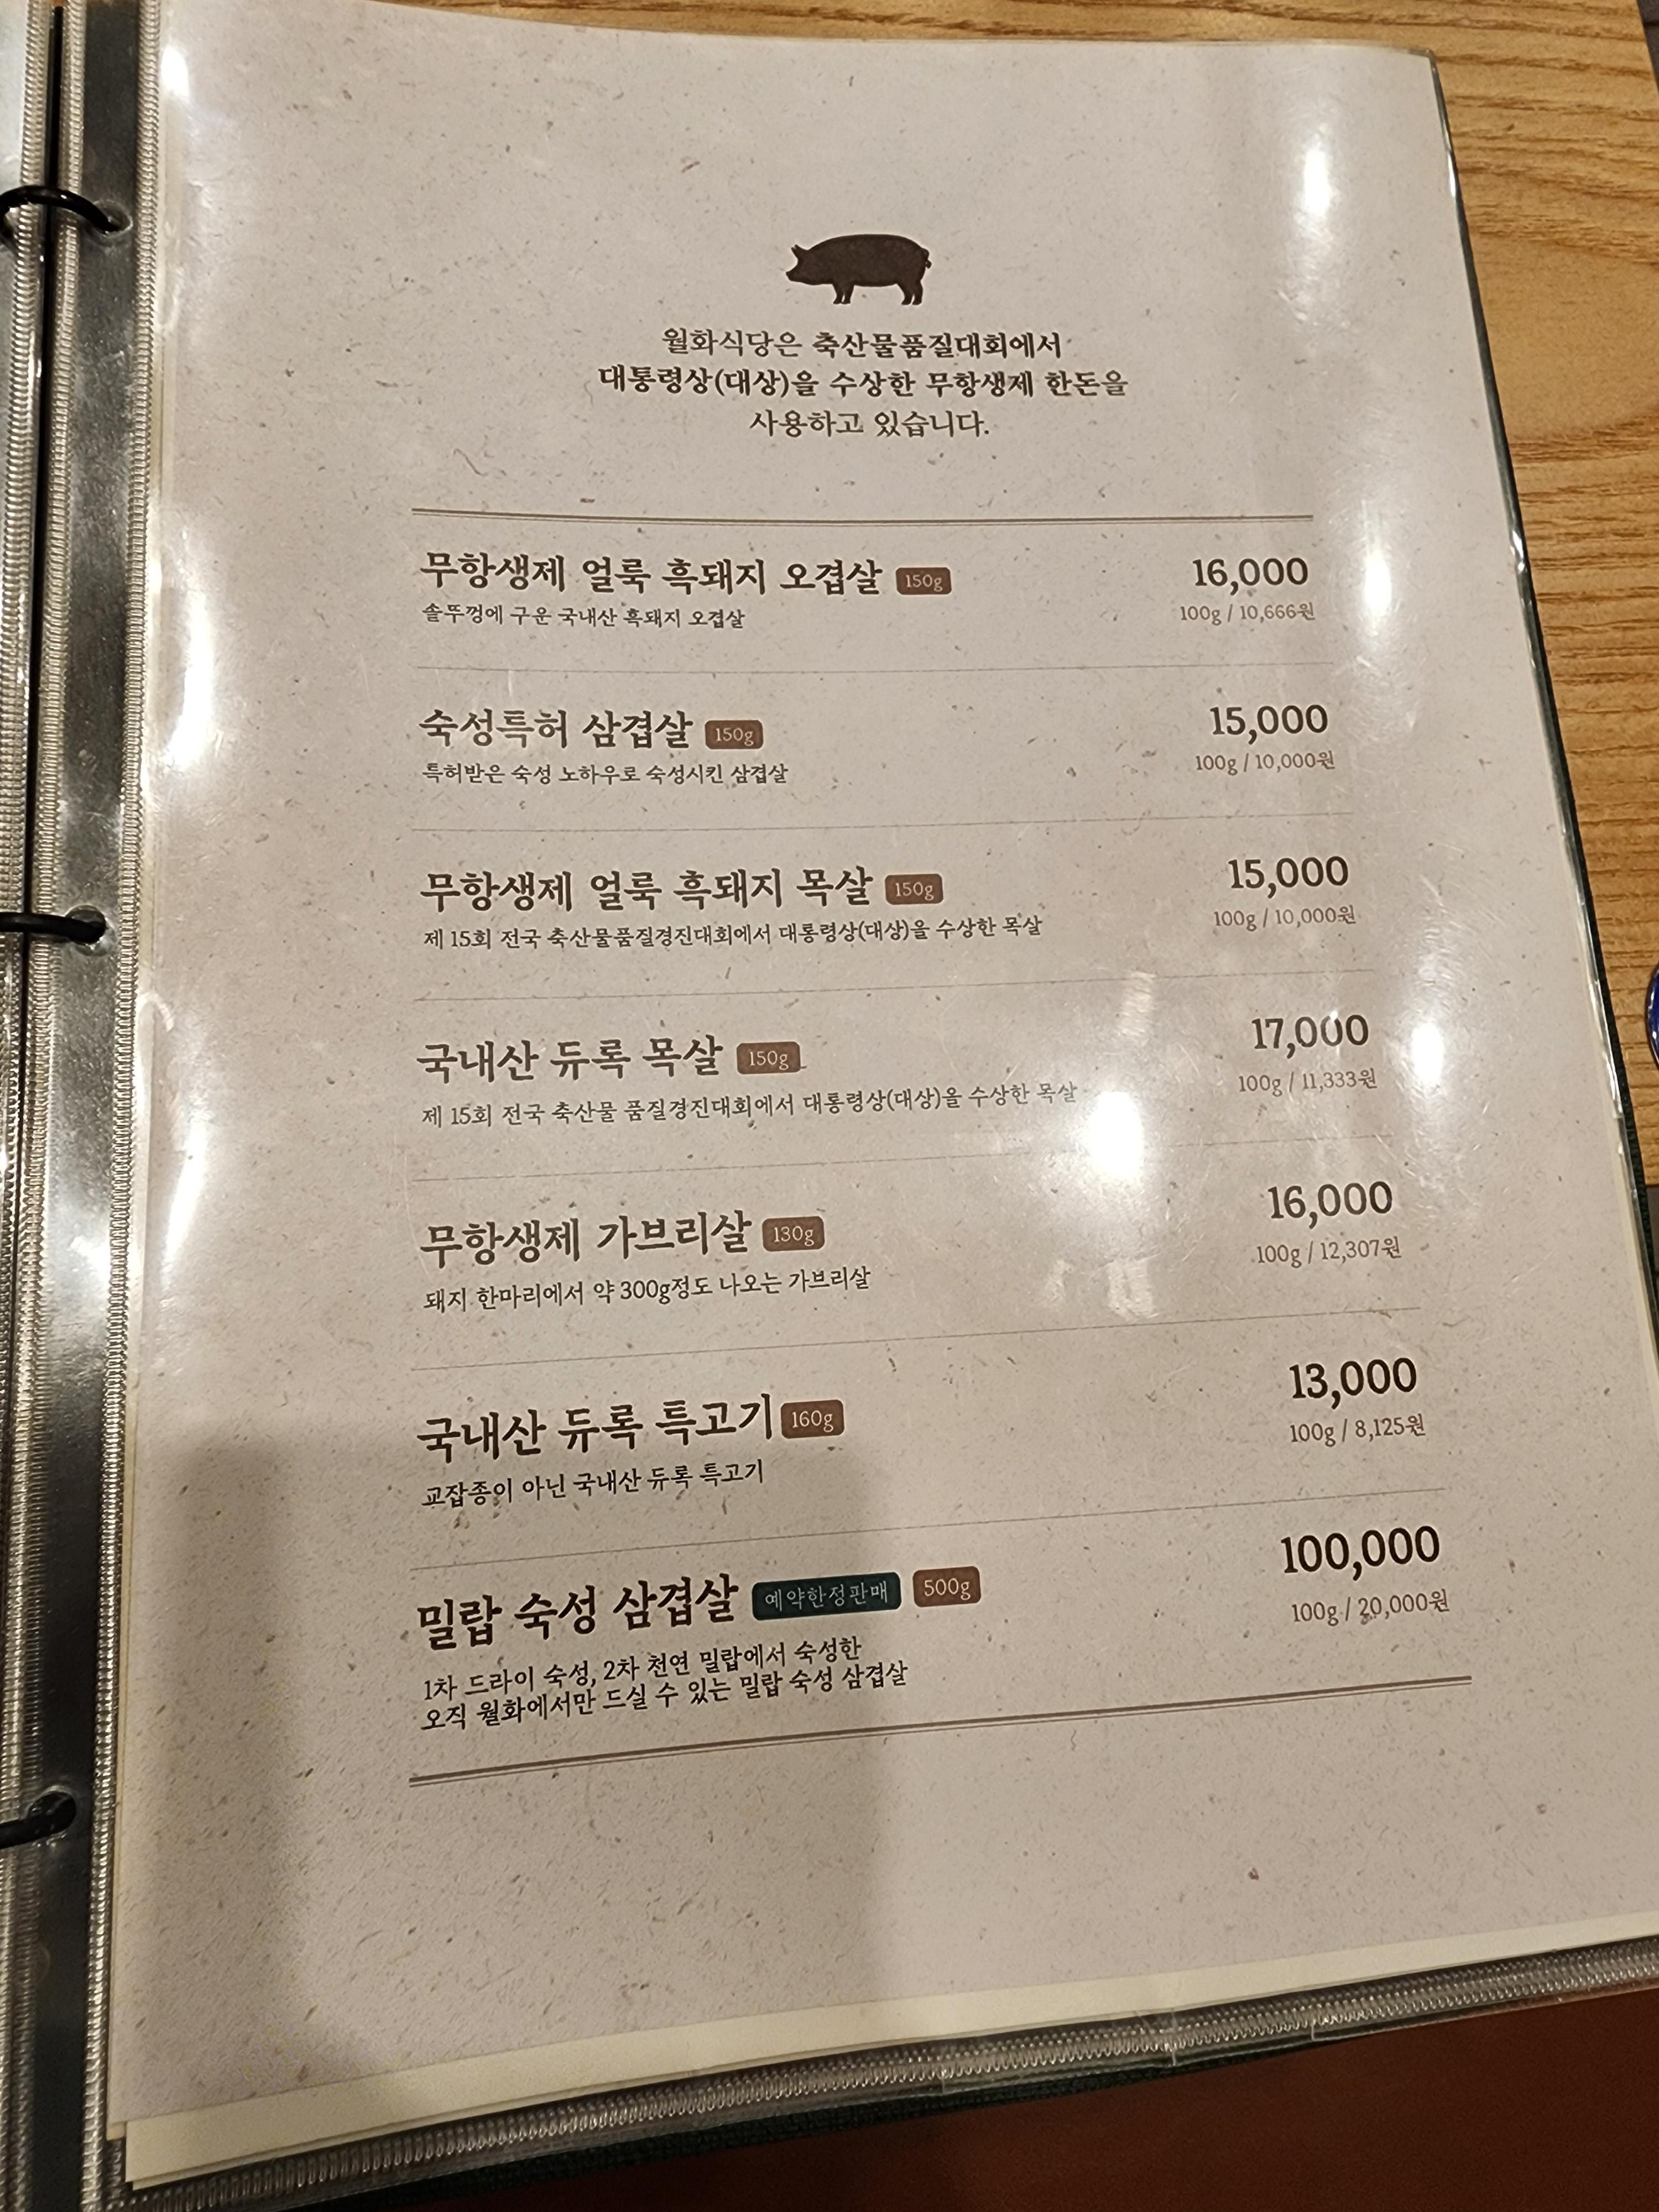 월화식당은 축산물품질대회에서
대통령상(대상)을 수상한 무항생제 한돈을
사용하고 있습니다.
무항생제 얼룩 흑돼지 오겹살 150g 16,000
솥뚜껑에 구운 국내산 흑돼지 오겹살 100g / 10,666원
숙성특허 삼겹살 150g 15,000
특허받은 숙성 노하우로 숙성시킨 삼겹살 100g / 10,000원
무항생제 얼룩 흑돼지 목살 150g 15,000
제 15회 전국 축산물품질경진대회에서 대통령상(대상)을 수상한 목살 100g / 10,000원
국내산 듀록 목살 150g 17,000
제 15회 전국 축산물 품질경진대회에서 대통령상(대상)을 수상한 목살 100g / 11,333원
무항생제 가브리살 130g 16,000
돼지 한마리에서 약 300g정도 나오는 가브리살 100g / 12,307원
국내산 듀록 특고기 160g 13,000
교잡종이 아닌 국내산 듀록 특고기 100g / 8,125원
밀랍 숙성 삼겹살 예약한정판매 500g 100,000
100g / 20,000원
1차 드라이 숙성, 2차 천연 밀랍에서 숙성한
오직 월화에서만 드실 수 있는 밀랍 숙성 삼겹살